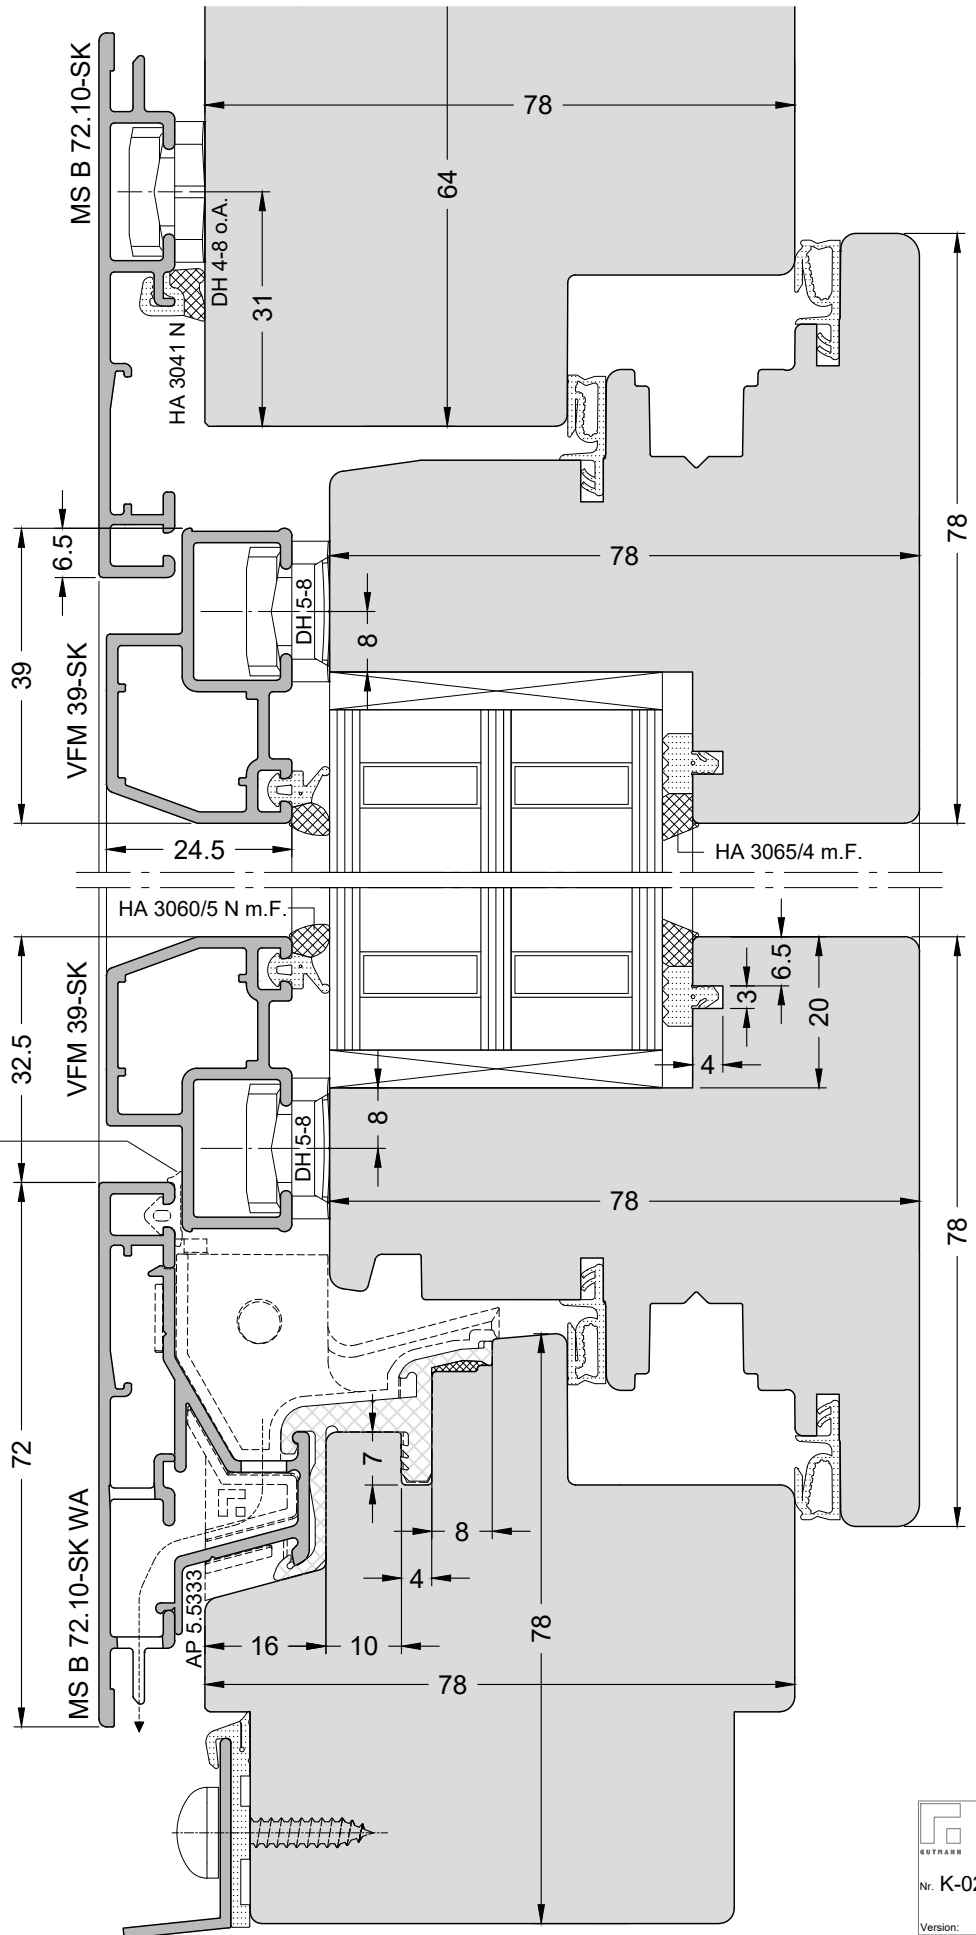 MS B 72.10-SK
78
64
DH 4-8 o.A.
31
HA 3041 N
78
6.5
78
DH 5-8
8
39
VFM 39-SK
24.5
HA 3065/4 m.F.
HA 3060/5 N m.F.
6.5
3
20
4
32.5
VFM 39-SK
8
DH 5-8
78
78
72
7
8
4
MS B 72.10-SK WA
AP 5.5333
16
10
78
78
GUTMANN
Nr. K-02
Version: